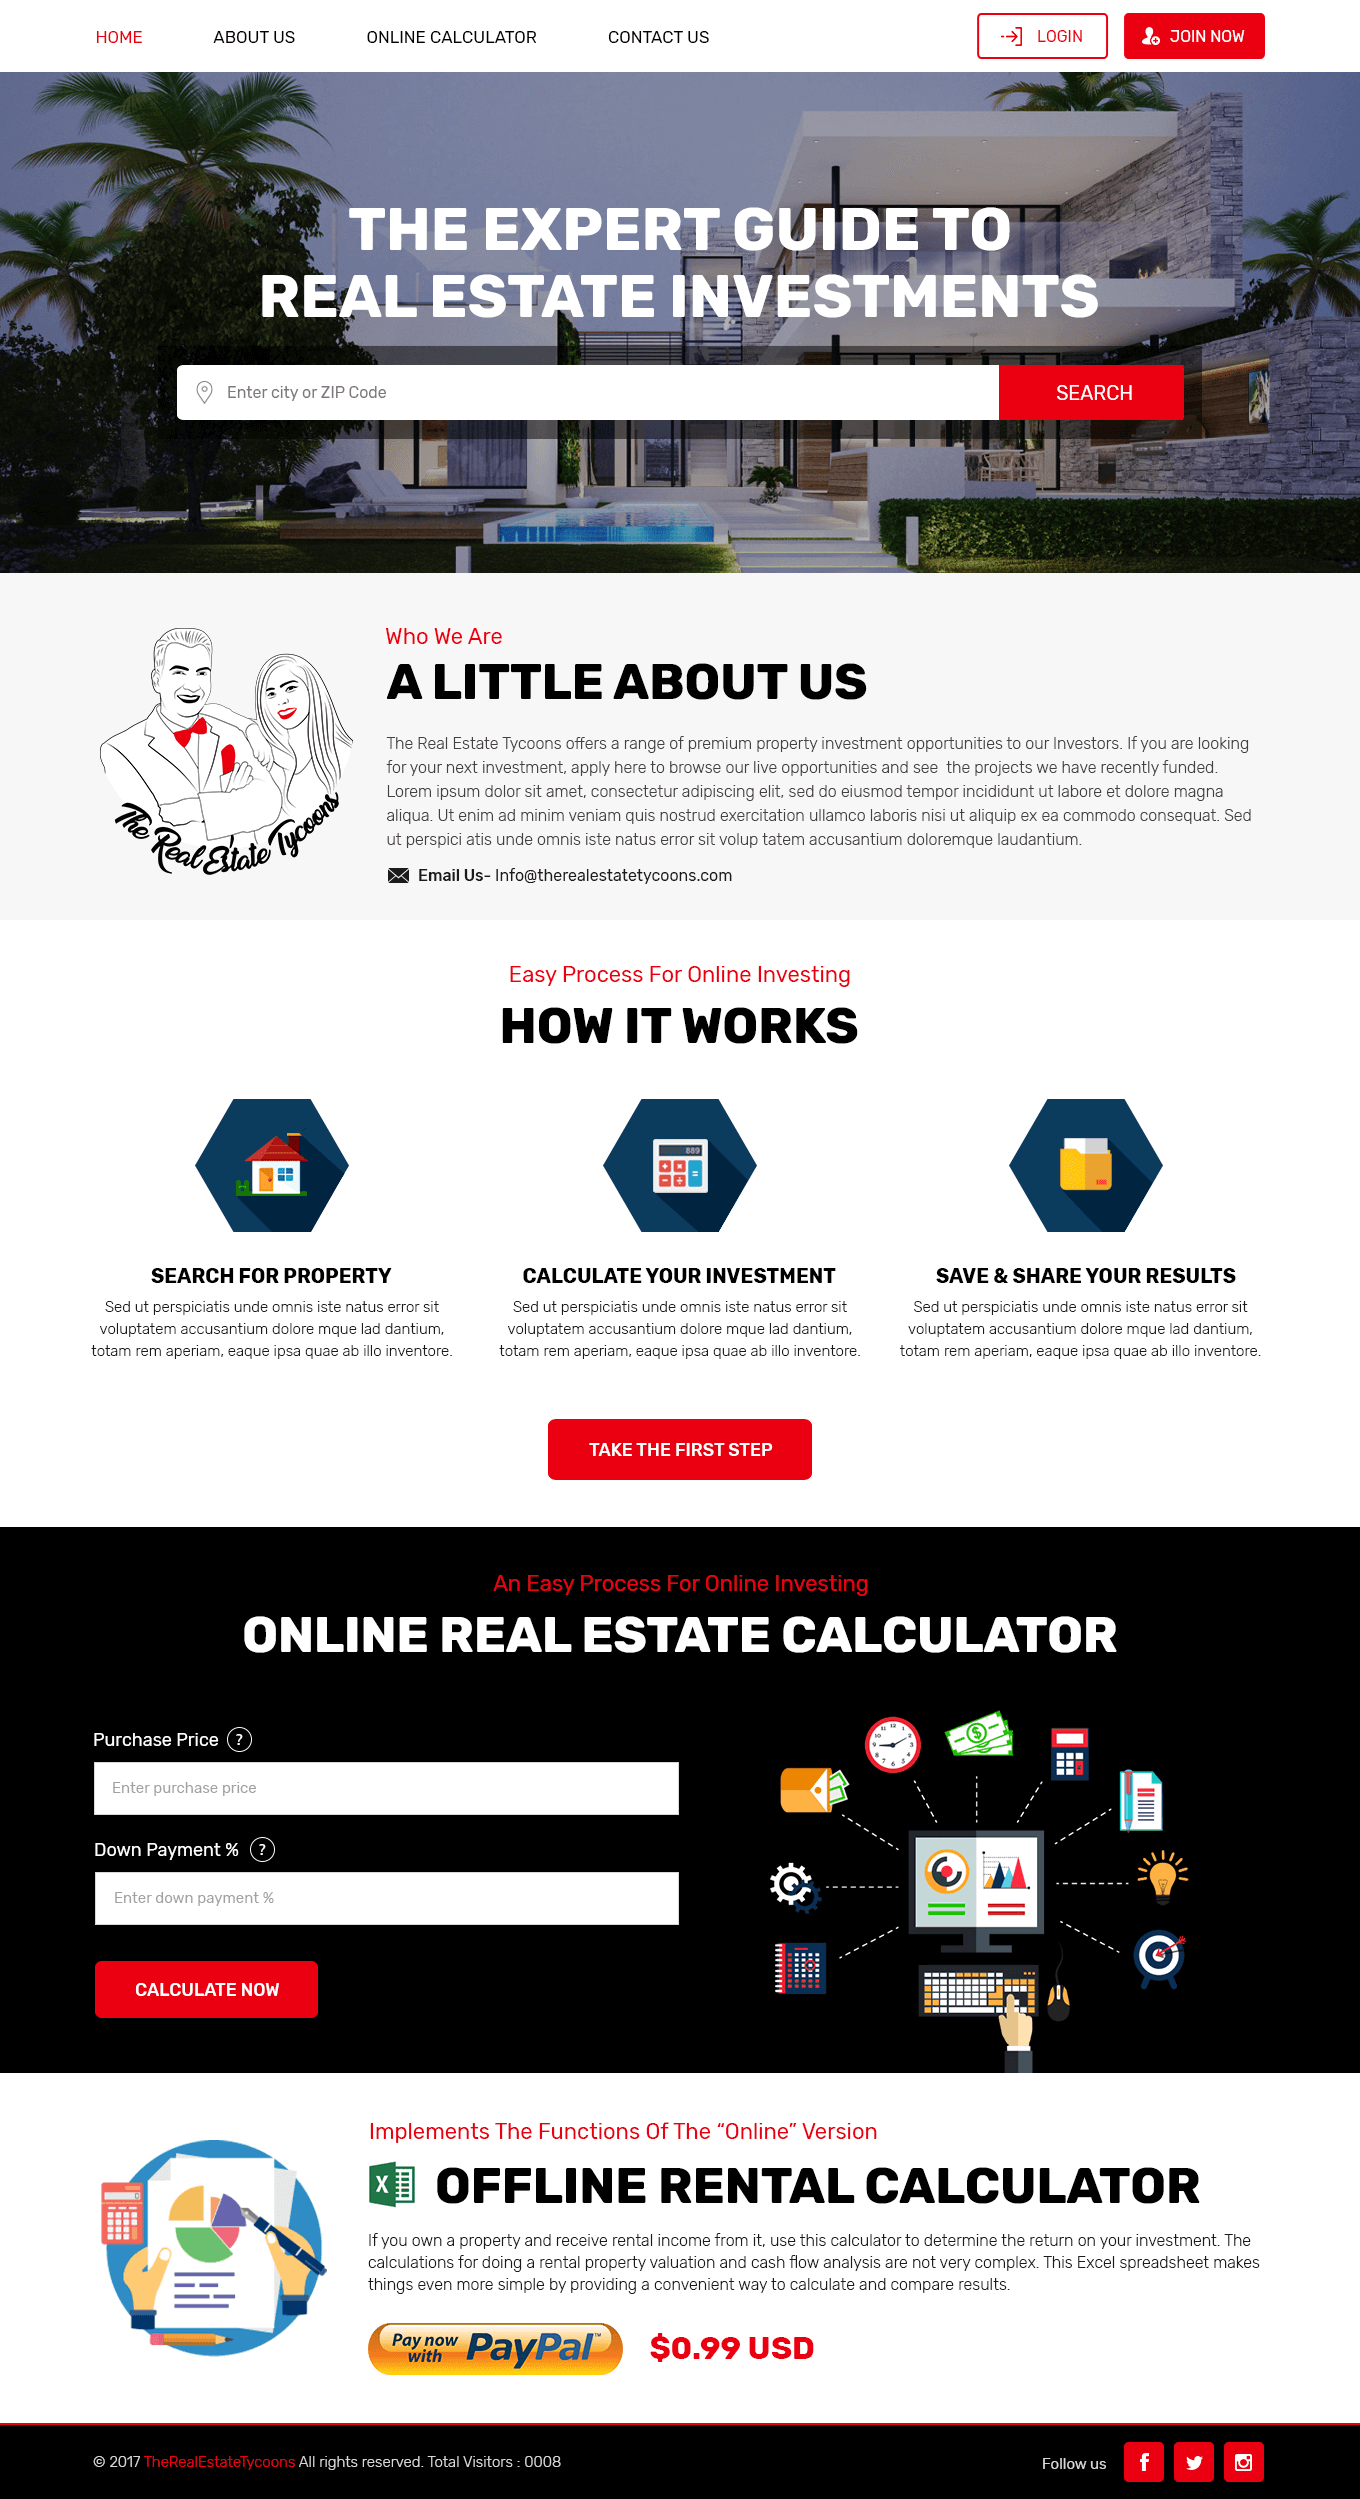 HOME ABOUT US ONLINE CALCULATOR CONTACT US LOGIN JOIN NOW
THE EXPERT GUIDE TO
REAL ESTATE INVESTMENTS
Enter city or ZIP Code SEARCH
The Real Estate Tycoons
Who We Are
A LITTLE ABOUT US
The Real Estate Tycoons offers a range of premium property investment opportunities to our Investors. If you are looking
for your next investment, apply here to browse our live opportunities and see  the projects we have recently funded.
Lorem ipsum dolor sit amet, consectetur adipiscing elit, sed do eiusmod tempor incididunt ut labore et dolore magna
aliqua. Ut enim ad minim veniam quis nostrud exercitation ullamco laboris nisi ut aliquip ex ea commodo consequat. Sed
ut perspici atis unde omnis iste natus error sit volup tatem accusantium doloremque laudantium.
Email Us- Info@therealestatetycoons.com
Easy Process For Online Investing
HOW IT WORKS
889
SEARCH FOR PROPERTY
Sed ut perspiciatis unde omnis iste natus error sit
voluptatem accusantium dolore mque lad dantium,
totam rem aperiam, eaque ipsa quae ab illo inventore.
CALCULATE YOUR INVESTMENT
Sed ut perspiciatis unde omnis iste natus error sit
voluptatem accusantium dolore mque lad dantium,
totam rem aperiam, eaque ipsa quae ab illo inventore.
SAVE & SHARE YOUR RESULTS
Sed ut perspiciatis unde omnis iste natus error sit
voluptatem accusantium dolore mque lad dantium,
totam rem aperiam, eaque ipsa quae ab illo inventore.
TAKE THE FIRST STEP
An Easy Process For Online Investing
ONLINE REAL ESTATE CALCULATOR
Purchase Price ?
Enter purchase price
Down Payment % ?
Enter down payment %
CALCULATE NOW
Implements The Functions Of The “Online” Version
X OFFLINE RENTAL CALCULATOR
If you own a property and receive rental income from it, use this calculator to determine the return on your investment. The
calculations for doing a rental property valuation and cash flow analysis are not very complex. This Excel spreadsheet makes
things even more simple by providing a convenient way to calculate and compare results.
Pay now with PayPal™ $0.99 USD
© 2017 TheRealEstateTycoons All rights reserved. Total Visitors : 0008 Follow us